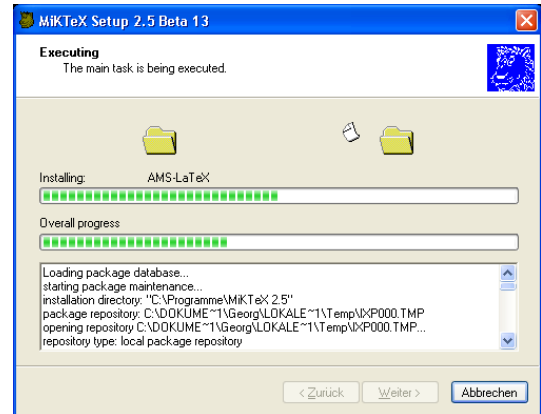 MiKTeX Setup 2.5 Beta 13
Executing
The main task is being executed.
Installing: AMS-LaTeX
Overall progress
Loading package database...
starting package maintenance...
installation directory: "C:\Programme\MiKTeX 2.5"
package repository: C:\DOKUME~1\Georg\LOKALE~1\Temp\IXP000.TMP
opening repository C:\DOKUME~1\Georg\LOKALE~1\Temp\IXP000.TMP...
repository type: local package repository
< Zurück Weiter > Abbrechen